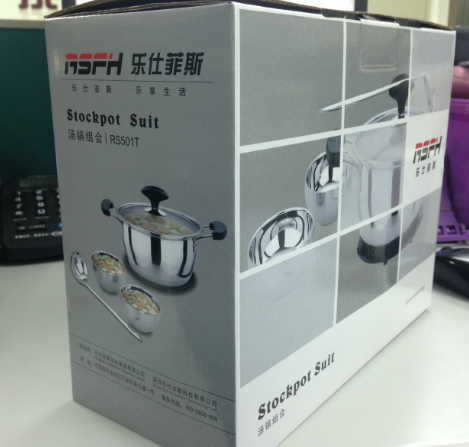 RSFH 乐仕菲斯
乐仕菲斯 乐享生活
Stockpot Suit
汤锅组合 | RS501T
RSFH
乐仕菲斯
Stockpot Suit
汤锅组合